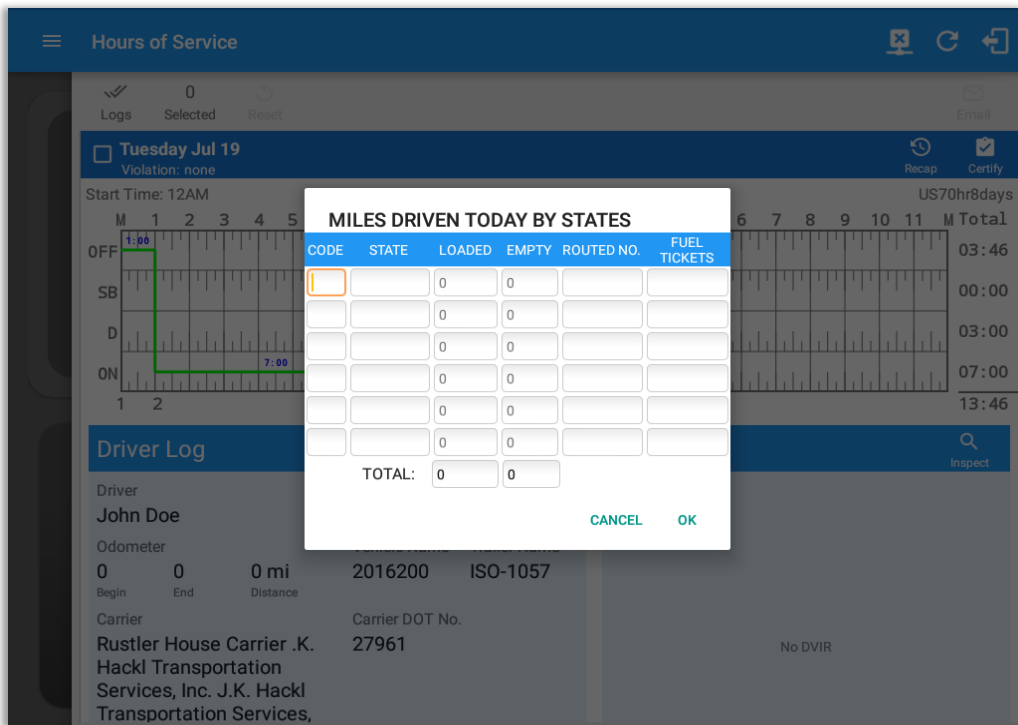 Hours of Service
Logs
0
Selected
Reset
Email
Tuesday Jul 19
Violation: none
Recap
Certify
Start Time: 12AM
US70hr8days
M 1 2 3 4 5 6 7 8 9 10 11 M Total
OFF 1:00 03:46
SB 00:00
D 03:00
ON 7:00 07:00
1 2 13:46
MILES DRIVEN TODAY BY STATES
CODE STATE LOADED EMPTY ROUTED NO. FUEL TICKETS
0 0
0 0
0 0
0 0
0 0
0 0
TOTAL: 0 0
CANCEL OK
Driver Log
Inspect
Driver
John Doe
Odometer
0 0 0 mi 2016200 ISO-1057
Begin End Distance
Carrier Carrier DOT No.
Rustler House Carrier .K. 27961
Hackl Transportation
Services, Inc. J.K. Hackl
Transportation Services,
No DVIR